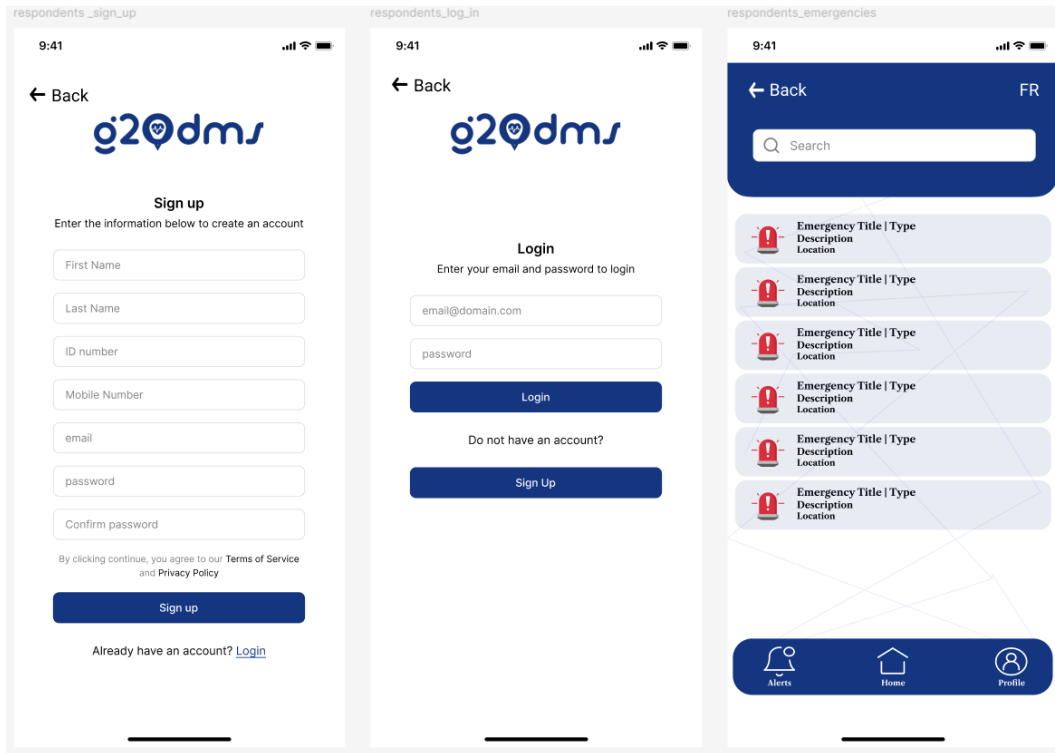 respondents _sign_up
9:41
Back
g2dms
Sign up
Enter the information below to create an account
First Name
Last Name
ID number
Mobile Number
email
password
Confirm password
By clicking continue, you agree to our Terms of Service
and Privacy Policy
Sign up
Already have an account? Login
respondents_log_in
9:41
Back
g2dms
Login
Enter your email and password to login
email@domain.com
password
Login
Do not have an account?
Sign Up
respondents_emergencies
9:41
Back
FR
Search
Emergency Title | Type
Description
Location
Emergency Title | Type
Description
Location
Emergency Title | Type
Description
Location
Emergency Title | Type
Description
Location
Emergency Title | Type
Description
Location
Emergency Title | Type
Description
Location
Alerts
Home
Profile